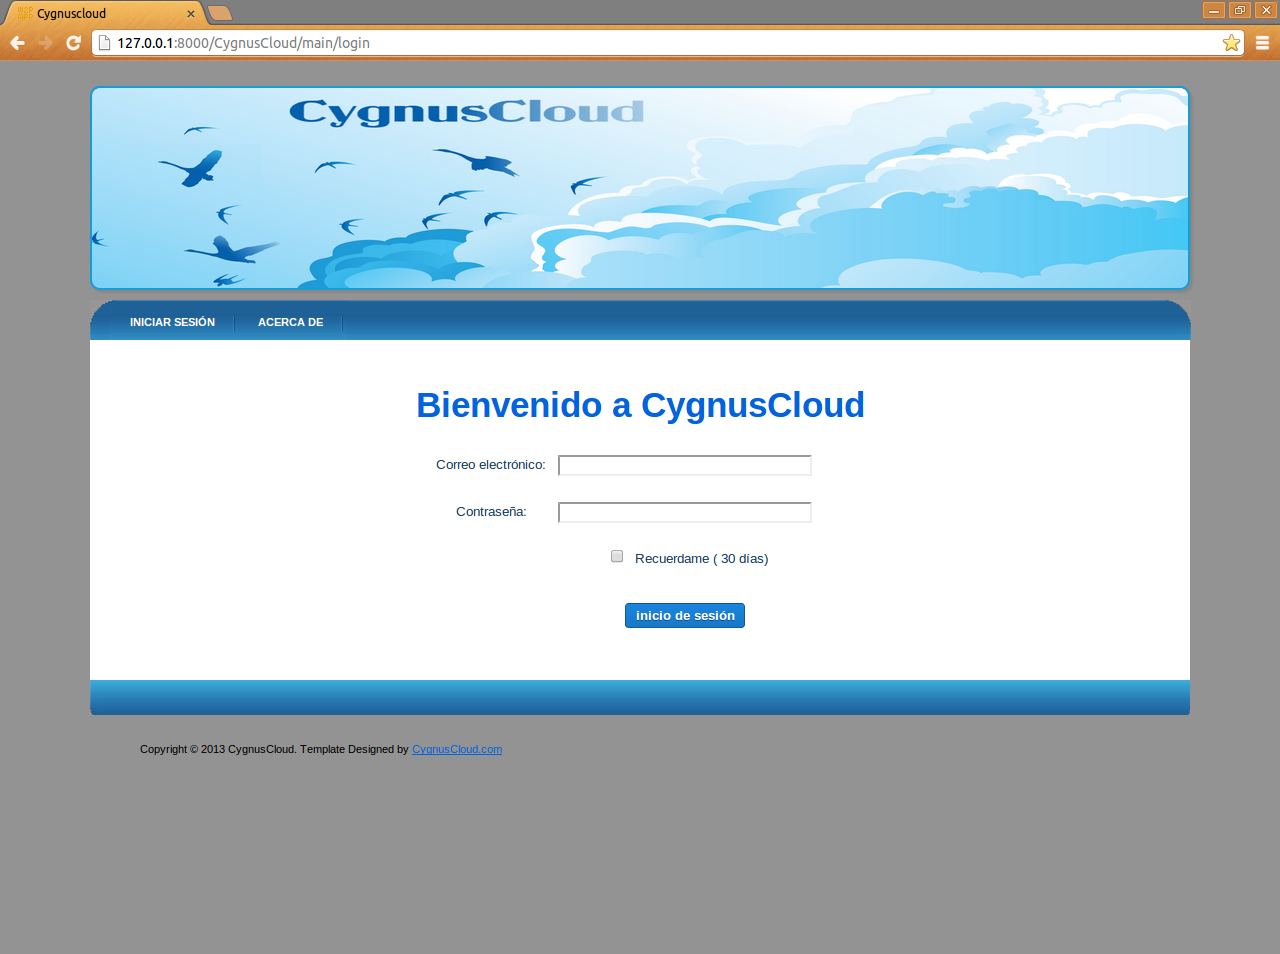 Cygnuscloud
127.0.0.1:8000/CygnusCloud/main/login
CygnusCloud
INICIAR SESIÓN ACERCA DE
Bienvenido a CygnusCloud
Correo electrónico:
Contraseña:
Recuerdame ( 30 días)
inicio de sesión
Copyright © 2013 CygnusCloud. Template Designed by CygnusCloud.com